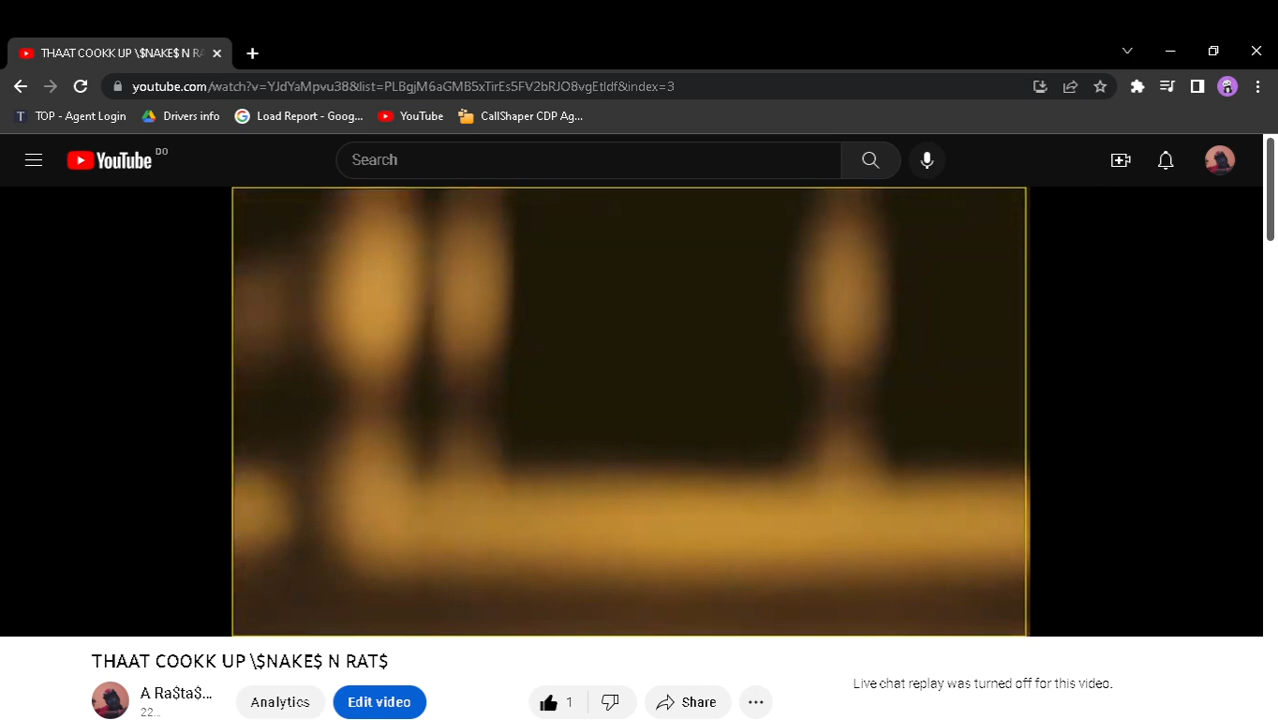 THAAT COOKK UP \$NAKE$ N RA
youtube.com/watch?v=YJdYaMpvu38&list=PLBgjM6aGMB5xTirEs5FV2bRJO8vgEtIdf&index=3
TOP - Agent Login Drivers info Load Report - Goog... YouTube CallShaper CDP Ag...
YouTube DO Search
THAAT COOKK UP \$NAKE$ N RAT$
A Ra$ta$...
22...
Analytics Edit video 1 Share
Live chat replay was turned off for this video.